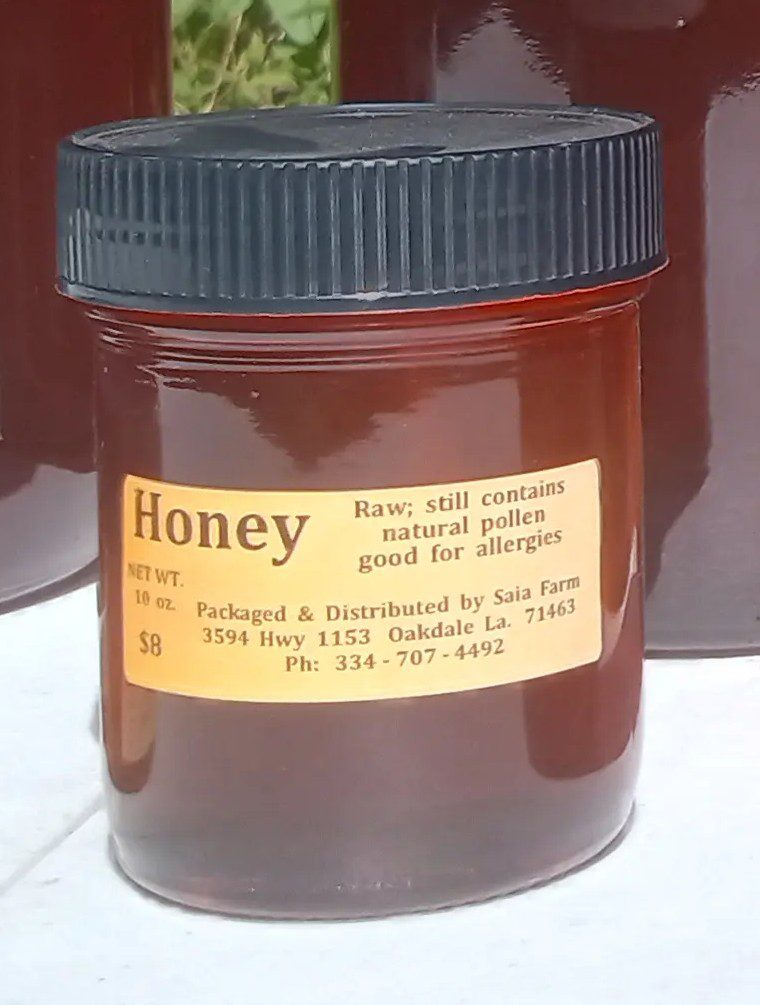 Honey
Raw; still contains
natural pollen
good for allergies
NET WT.
10 oz.
$8
Packaged & Distributed by Saia Farm
3594 Hwy 1153 Oakdale La. 71463
Ph: 334-707-4492